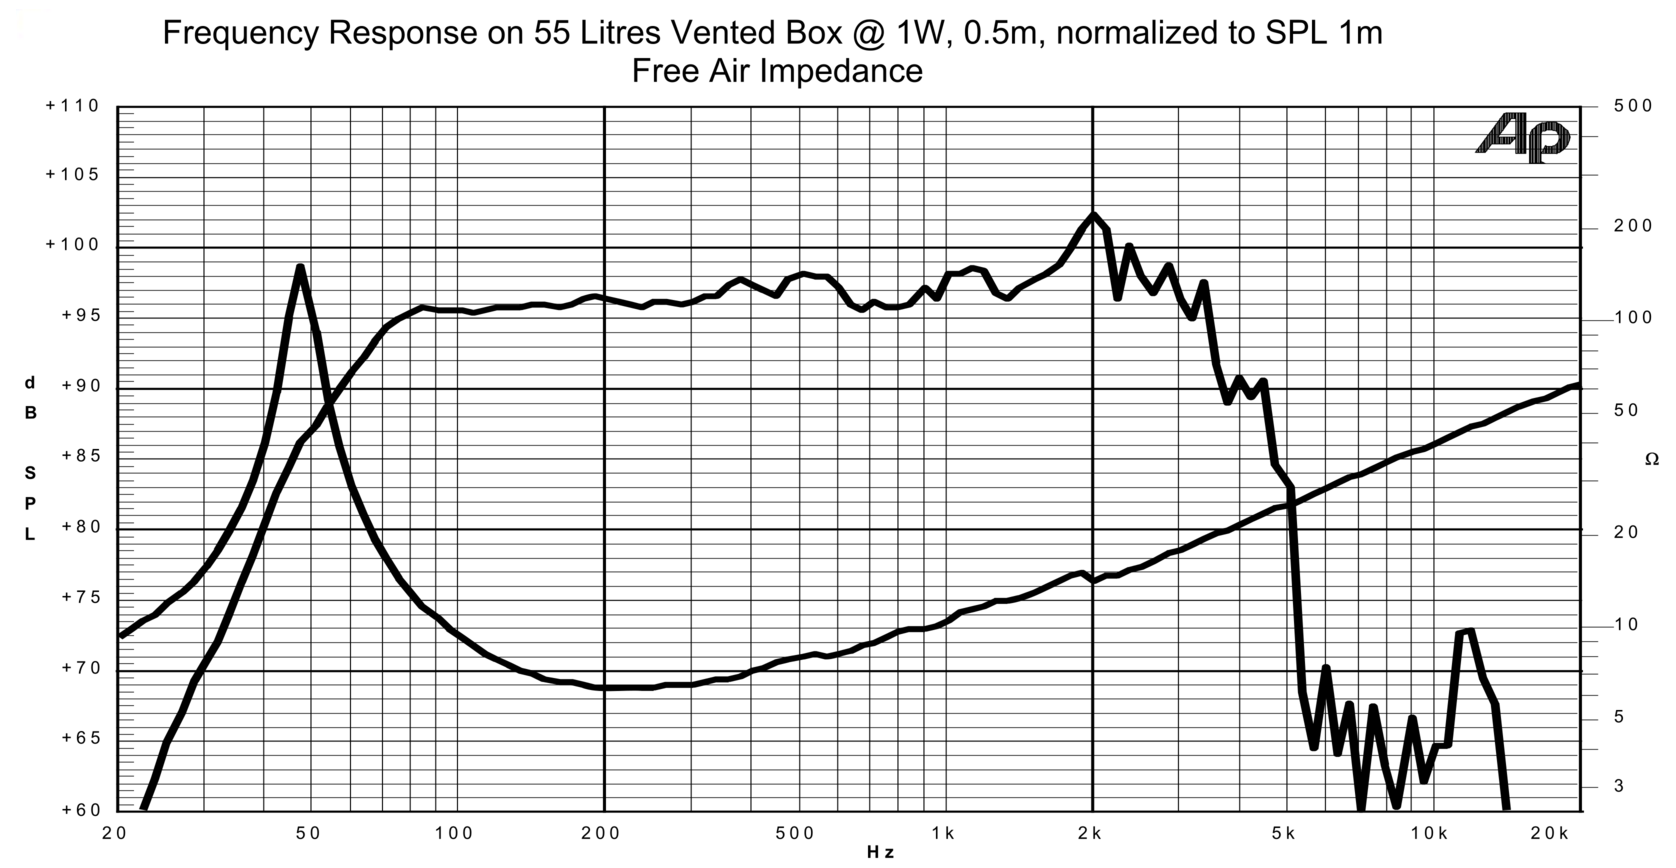 Frequency Response on 55 Litres Vented Box @ 1W, 0.5m, normalized to SPL 1m
Free Air Impedance
+110
+105
+100
+95
+90
+85
+80
+75
+70
+65
+60
d
B
S
P
L
Ap
500
200
100
50
20
10
5
3
Ω
20 50 100 200 500 1k 2k 5k 10k 20k
Hz